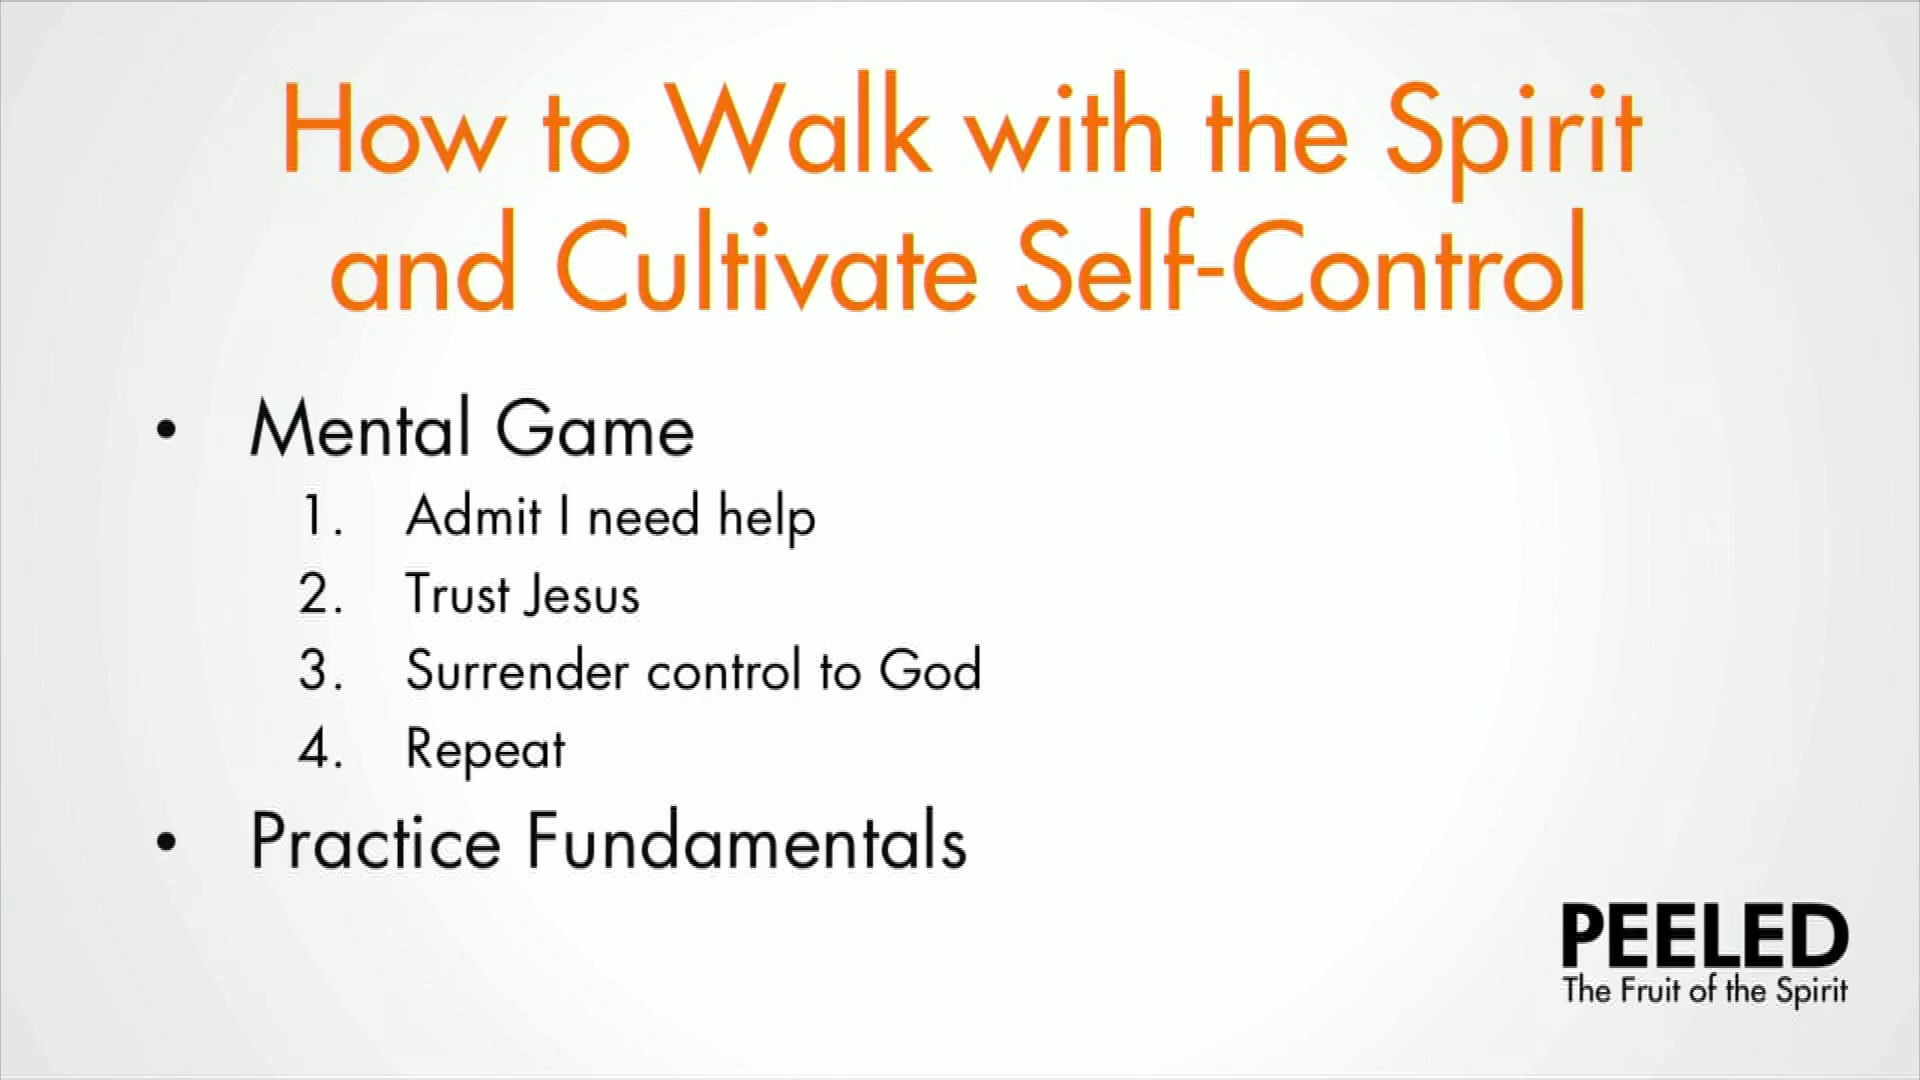 How to Walk with the Spirit
and Cultivate Self-Control
• Mental Game
1. Admit I need help
2. Trust Jesus
3. Surrender control to God
4. Repeat
• Practice Fundamentals
PEELED
The Fruit of the Spirit